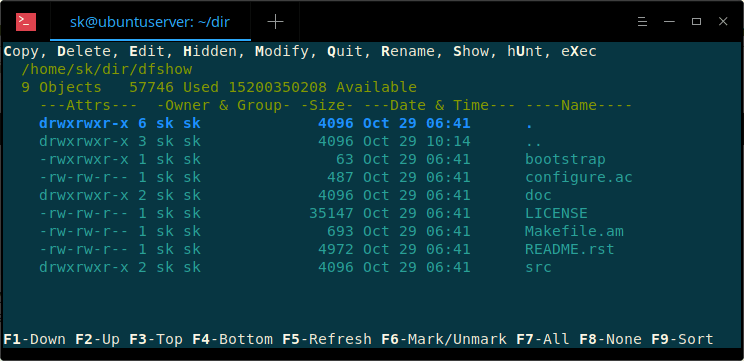 sk@ubuntuserver: ~/dir
Copy, Delete, Edit, Hidden, Modify, Quit, Rename, Show, hUnt, eXec
/home/sk/dir/dfshow
9 Objects   57746 Used 15200350208 Available
---Attrs---  -Owner & Group- -Size- ---Date & Time--- ----Name----
drwxrwxr-x 6 sk sk             4096 Oct 29 06:41      .
drwxrwxr-x 3 sk sk             4096 Oct 29 10:14      ..
-rwxrwxr-x 1 sk sk               63 Oct 29 06:41      bootstrap
-rw-rw-r-- 1 sk sk              487 Oct 29 06:41      configure.ac
drwxrwxr-x 2 sk sk             4096 Oct 29 06:41      doc
-rw-rw-r-- 1 sk sk            35147 Oct 29 06:41      LICENSE
-rw-rw-r-- 1 sk sk              693 Oct 29 06:41      Makefile.am
-rw-rw-r-- 1 sk sk             4972 Oct 29 06:41      README.rst
drwxrwxr-x 2 sk sk             4096 Oct 29 06:41      src
F1-Down F2-Up F3-Top F4-Bottom F5-Refresh F6-Mark/Unmark F7-All F8-None F9-Sort